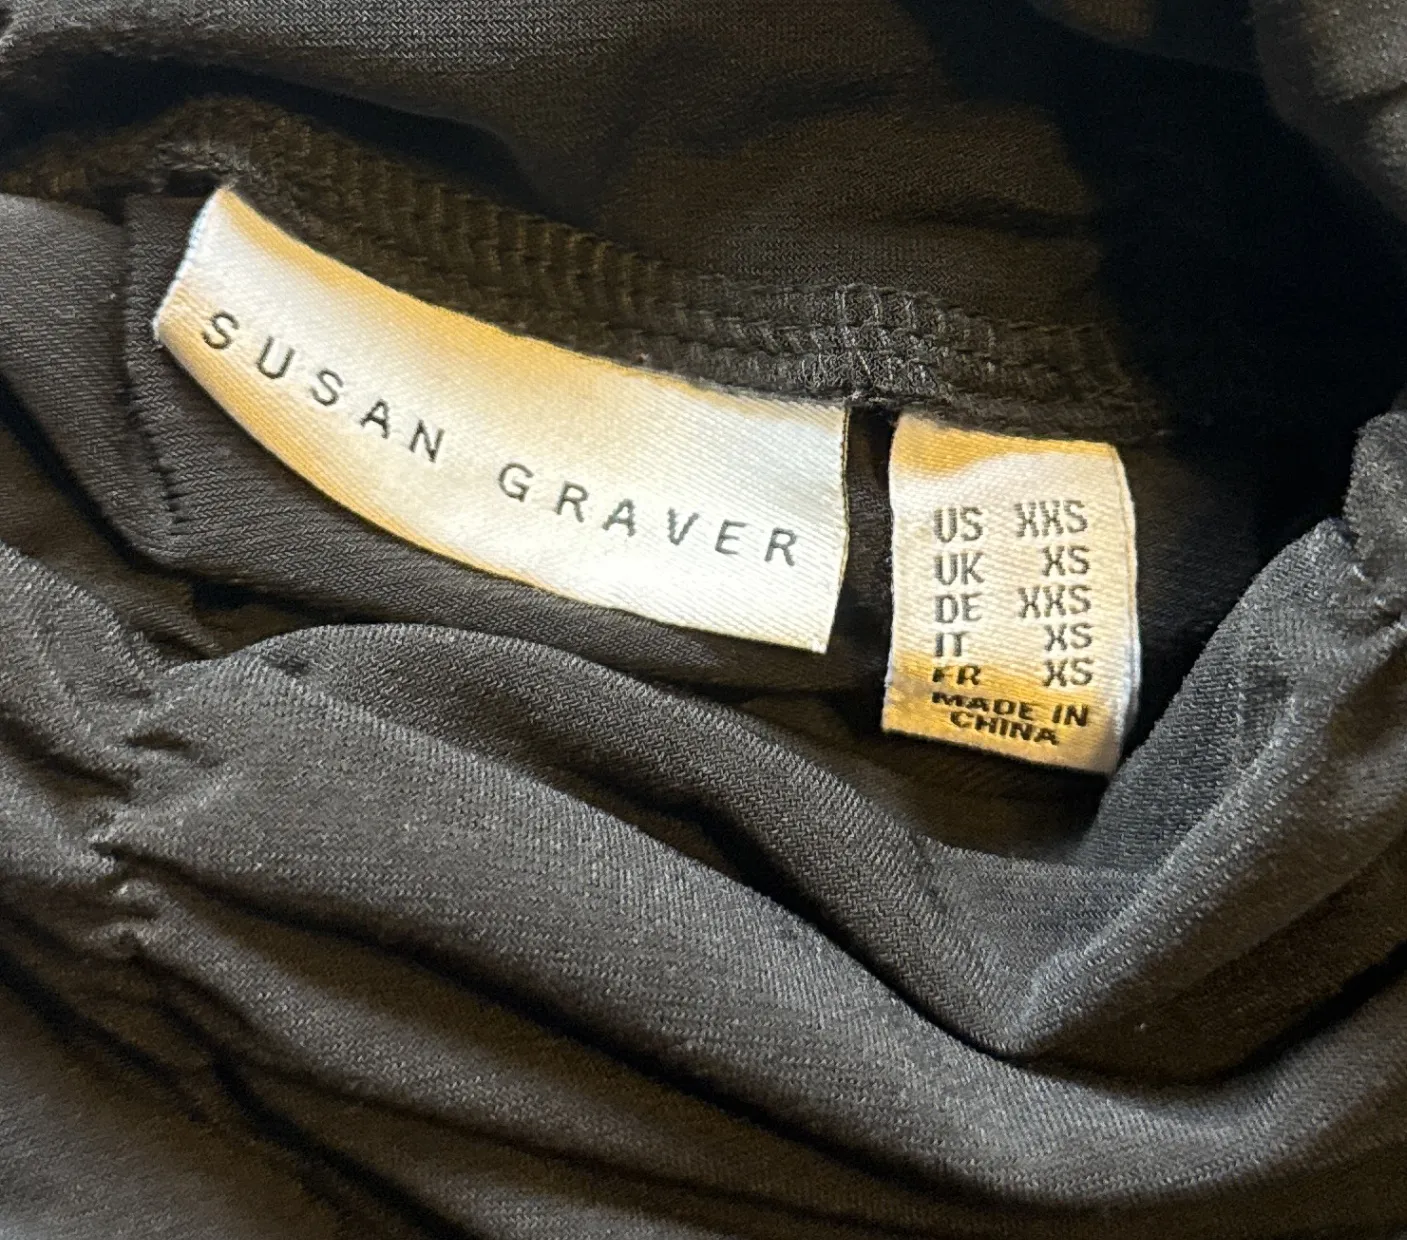 SUSAN GRAVER
US XXS
UK XS
DE XXS
IT XS
FR XS
MADE IN
CHINA